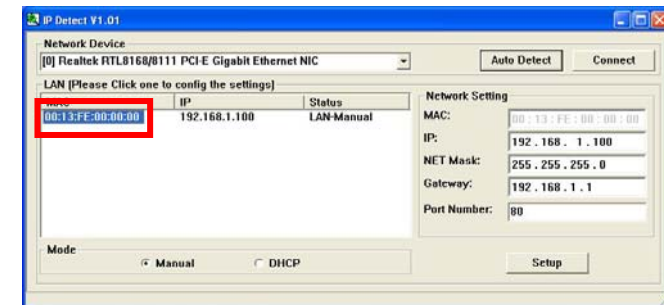 IP Detect V1.01
Network Device
[0] Realtek RTL8168/8111 PCI-E Gigabit Ethernet NIC
Auto Detect
Connect
LAN [Please Click one to config the settings]
MAC IP Status
00:13:FE:00:00:00 192.168.1.100 LAN-Manual
Network Setting
MAC: 00 : 13 : FE : 00 : 00 : 00
IP: 192 . 168 . 1 . 100
NET Mask: 255 . 255 . 255 . 0
Gateway: 192 . 168 . 1 . 1
Port Number: 80
Mode
Manual DHCP
Setup